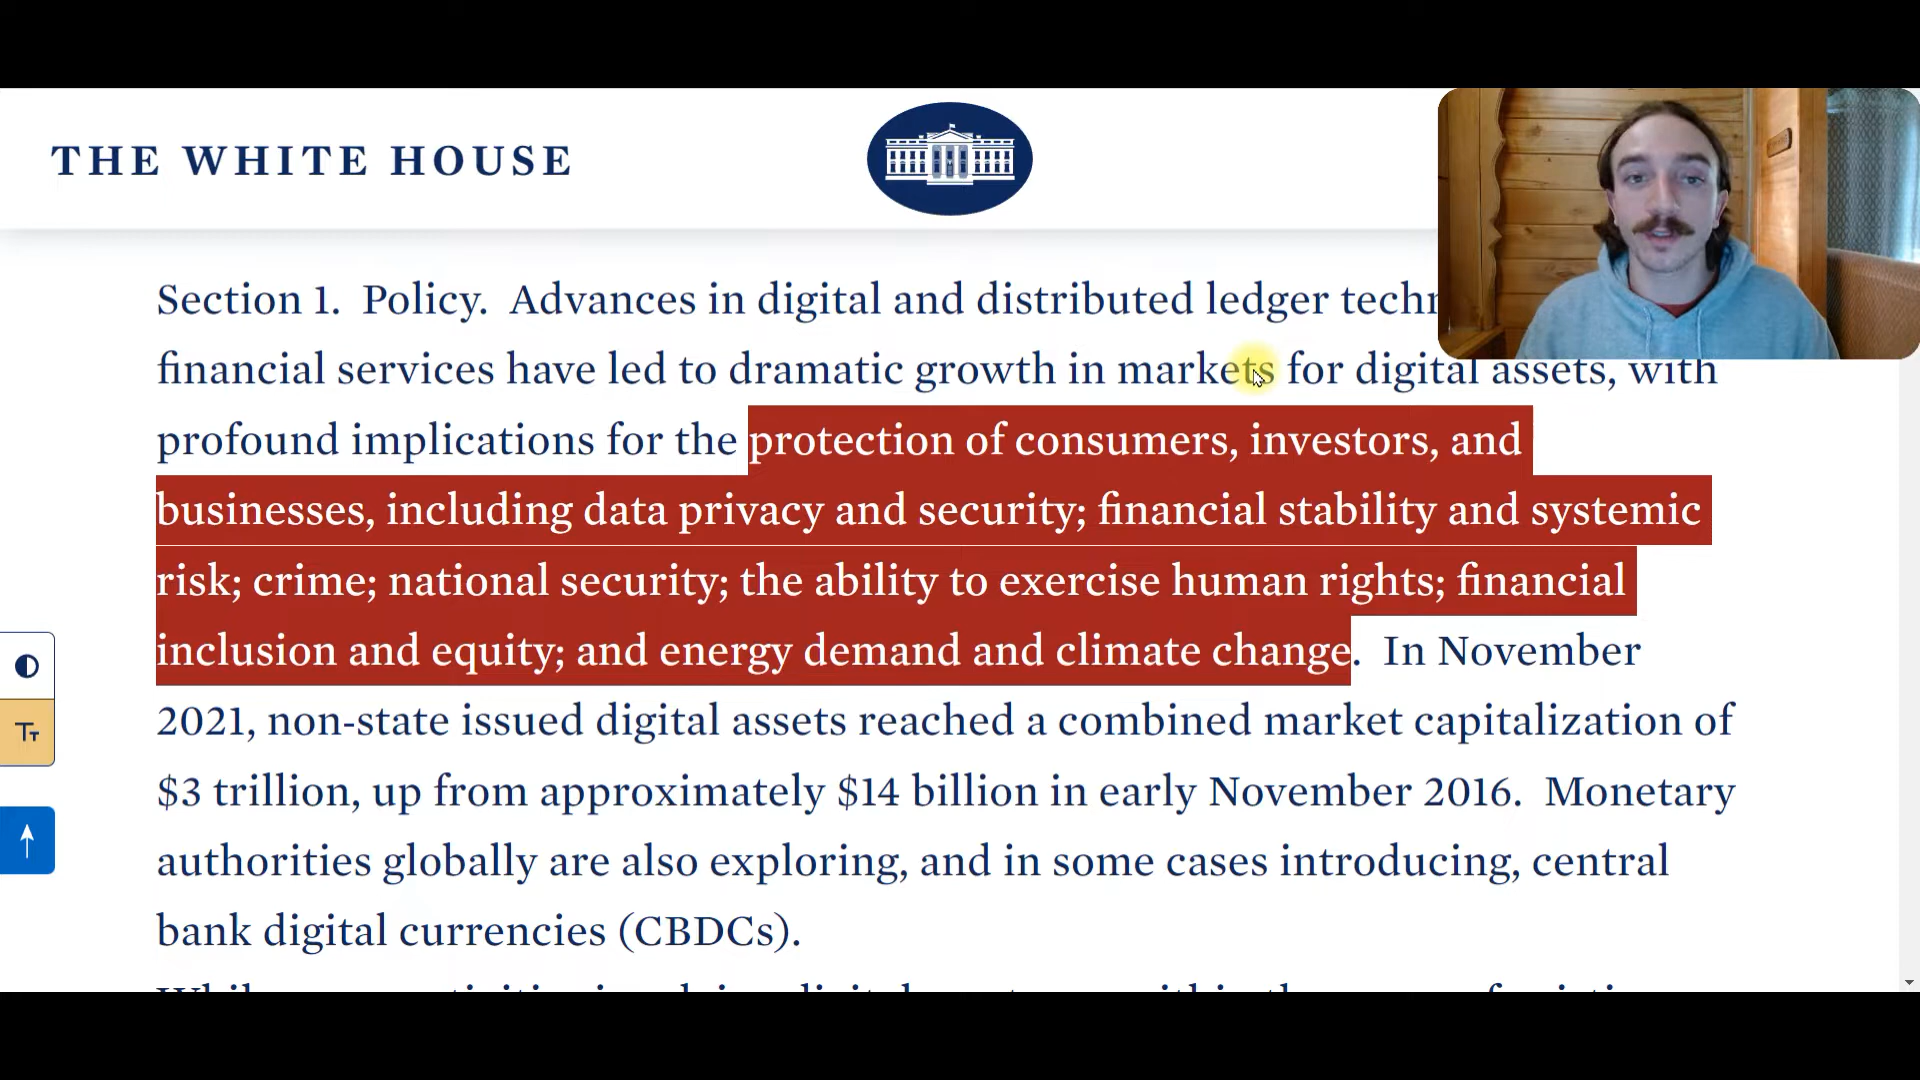 THE WHITE HOUSE
Section 1.  Policy.  Advances in digital and distributed ledger
financial services have led to dramatic growth in markets for digital assets, with
profound implications for the protection of consumers, investors, and
businesses, including data privacy and security; financial stability and systemic
risk; crime; national security; the ability to exercise human rights; financial
inclusion and equity; and energy demand and climate change.  In November
2021, non-state issued digital assets reached a combined market capitalization of
$3 trillion, up from approximately $14 billion in early November 2016.  Monetary
authorities globally are also exploring, and in some cases introducing, central
bank digital currencies (CBDCs).